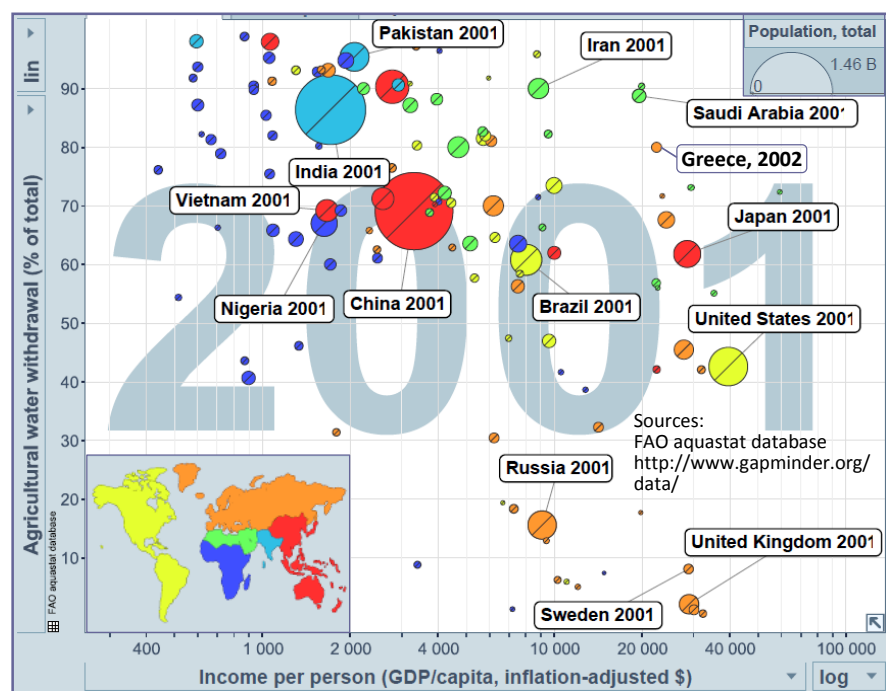 Population, total
1.46 B
0
lin
Agricultural water withdrawal (% of total)
FAO aquastat database
90
80
70
60
50
40
30
20
10
2001
Pakistan 2001
Iran 2001
Saudi Arabia 2001
Greece, 2002
India 2001
Vietnam 2001
Japan 2001
Nigeria 2001
China 2001
Brazil 2001
United States 2001
Sources:
FAO aquastat database
http://www.gapminder.org/
data/
Russia 2001
United Kingdom 2001
Sweden 2001
400
1 000
2 000
4 000
10 000
20 000
40 000
100 000
Income per person (GDP/capita, inflation-adjusted $)
log